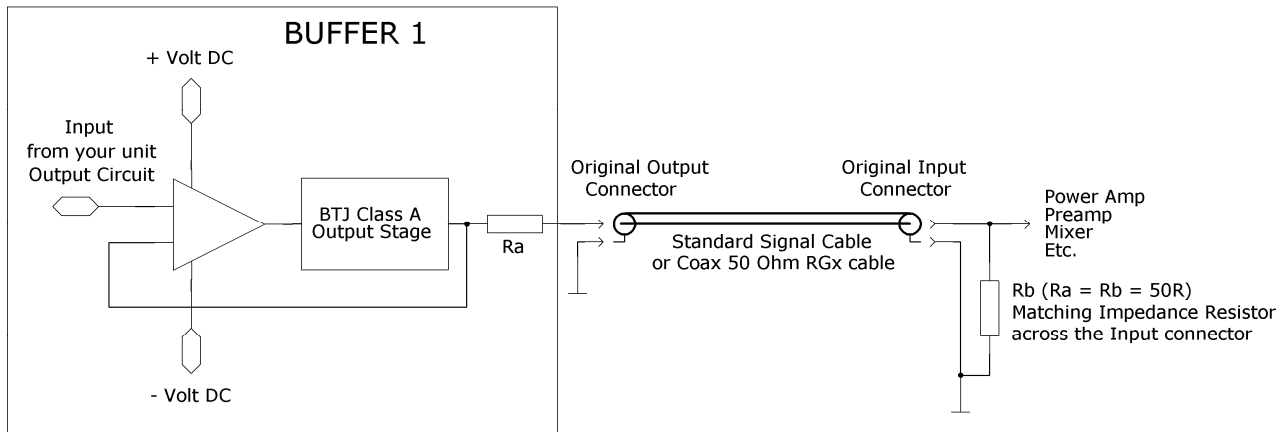 BUFFER 1
+ Volt DC
Input
from your unit
Output Circuit
BTJ Class A
Output Stage
Ra
- Volt DC
Original Output
Connector
Original Input
Connector
Standard Signal Cable
or Coax 50 Ohm RGx cable
Power Amp
Preamp
Mixer
Etc.
Rb (Ra = Rb = 50R)
Matching Impedance Resistor
across the Input connector